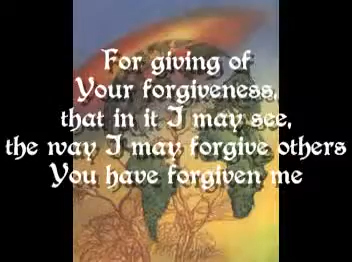 For giving of
Your forgiveness,
that in it I may see,
the way I may forgive others
You have forgiven me